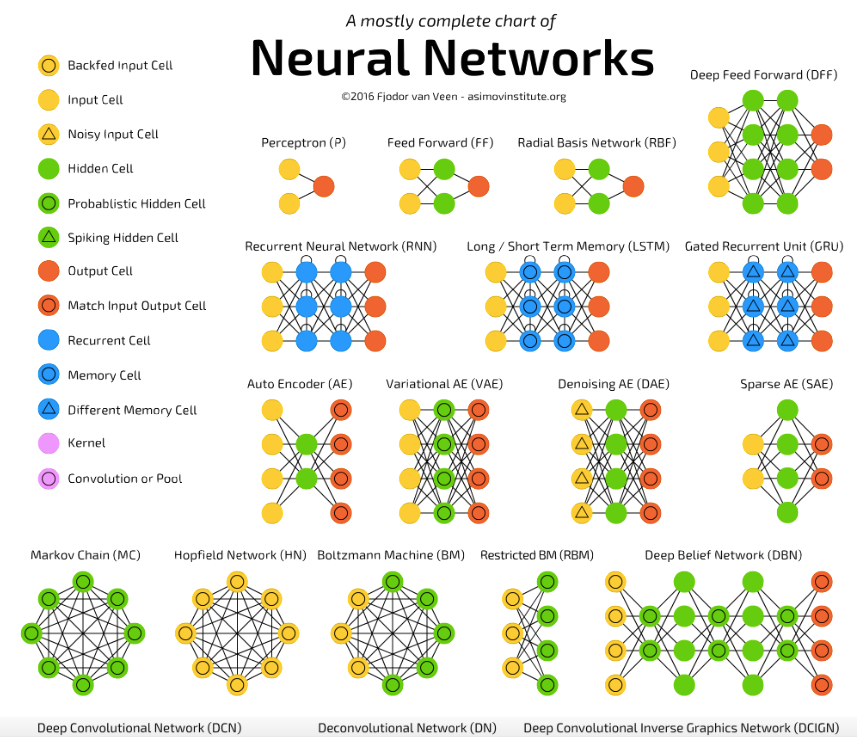 A mostly complete chart of
Neural Networks
©2016 Fjodor van Veen - asimovinstitute.org
Backfed Input Cell
Input Cell
Noisy Input Cell
Hidden Cell
Probablistic Hidden Cell
Spiking Hidden Cell
Output Cell
Match Input Output Cell
Recurrent Cell
Memory Cell
Different Memory Cell
Kernel
Convolution or Pool
Deep Feed Forward (DFF)
Perceptron (P)
Feed Forward (FF)
Radial Basis Network (RBF)
Recurrent Neural Network (RNN)
Long / Short Term Memory (LSTM)
Gated Recurrent Unit (GRU)
Auto Encoder (AE)
Variational AE (VAE)
Denoising AE (DAE)
Sparse AE (SAE)
Markov Chain (MC)
Hopfield Network (HN)
Boltzmann Machine (BM)
Restricted BM (RBM)
Deep Belief Network (DBN)
Deep Convolutional Network (DCN)
Deconvolutional Network (DN)
Deep Convolutional Inverse Graphics Network (DCIGN)